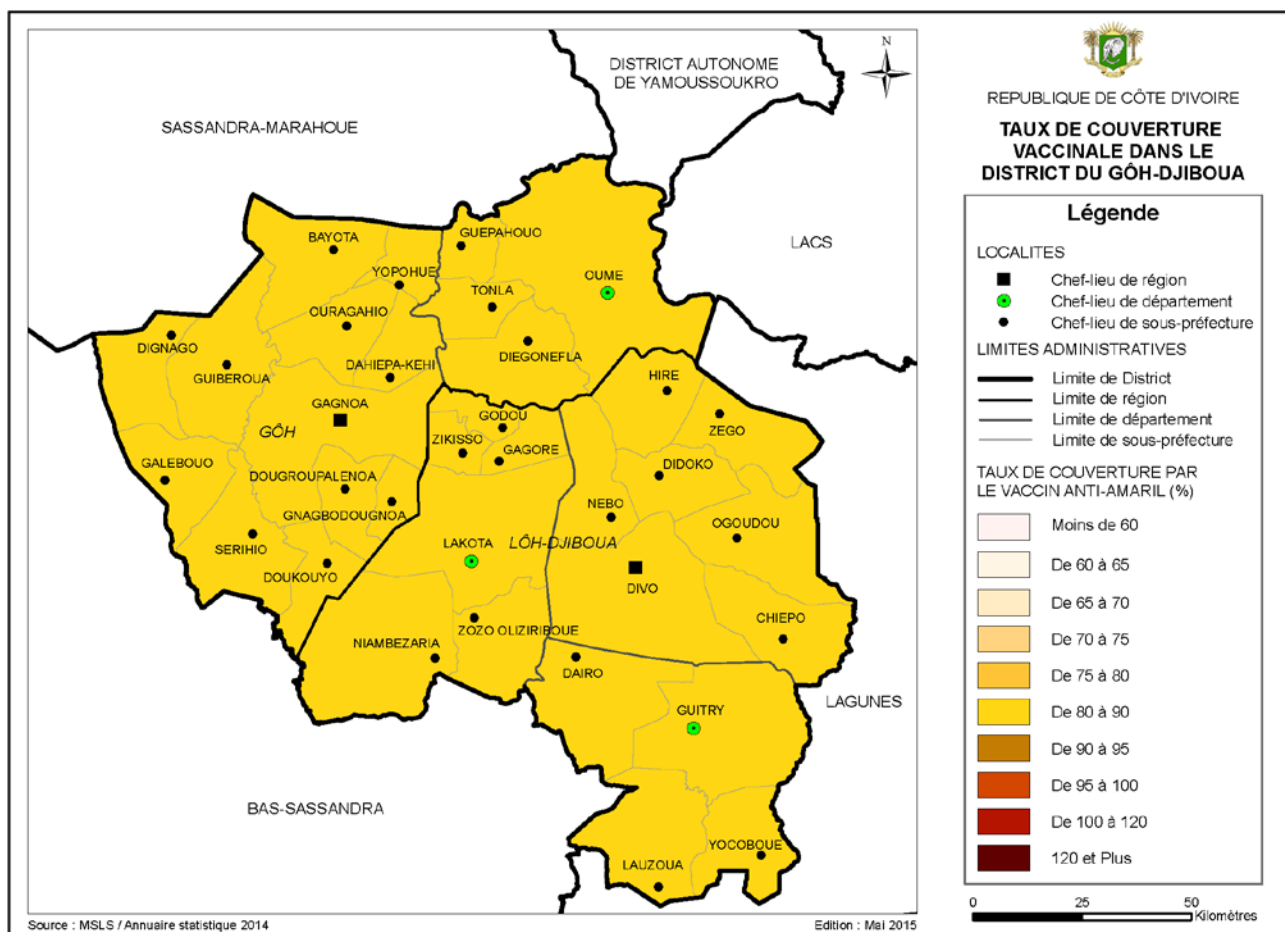 DISTRICT AUTONOME
DE YAMOUSSOUKRO
N
SASSANDRA-MARAHOUE
LACS
GUEPAHOUO
BAYOTA
YOPOHUE
OUME
TONLA
OURAGAHIO
DIGNAGO
DIEGONEFLA
GUIBEROUA
DAHIEPA-KEHI
HIRE
GAGNOA
ZEGO
GODOU
GÔH
ZIKISSO
GAGORE
GALEBOUO
DIDOKO
DOUGROUPALENOA
NEBO
GNAGBODOUGNOA
OGOUDOU
LAKOTA
LÔH-DJIBOUA
SERIHIO
DOUKOUYO
DIVO
CHIEPO
ZOZO OLIZIRIBOUE
NIAMBEZARIA
DAIRO
LAGUNES
GUITRY
BAS-SASSANDRA
YOCOBOUE
LAUZOUA
Source : MSLS / Annuaire statistique 2014
Edition : Mai 2015
REPUBLIQUE DE CÔTE D'IVOIRE
TAUX DE COUVERTURE
VACCINALE DANS LE
DISTRICT DU GÔH-DJIBOUA
Légende
LOCALITES
Chef-lieu de région
Chef-lieu de département
Chef-lieu de sous-préfecture
LIMITES ADMINISTRATIVES
Limite de District
Limite de région
Limite de département
Limite de sous-préfecture
TAUX DE COUVERTURE PAR
LE VACCIN ANTI-AMARIL (%)
Moins de 60
De 60 à 65
De 65 à 70
De 70 à 75
De 75 à 80
De 80 à 90
De 90 à 95
De 95 à 100
De 100 à 120
120 et Plus
0 25 50
Kilomètres